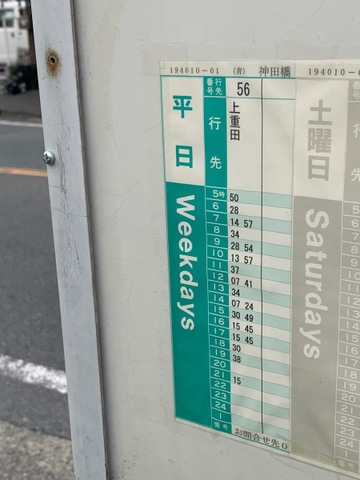 194010-01 (青) 神田橋
平日
Weekdays
番行号先 56
行先 上重田
5時 50
6 28
7 14 57
8 34
9 28 54
10 13 57
11 37
12 07 41
13 34
14 07 24
15 30 49
16 15 45
17 15 45
18 30
19 38
20
21 15
22
23
24
1
備考 お問合せ先
194010-0
土曜日
Saturdays